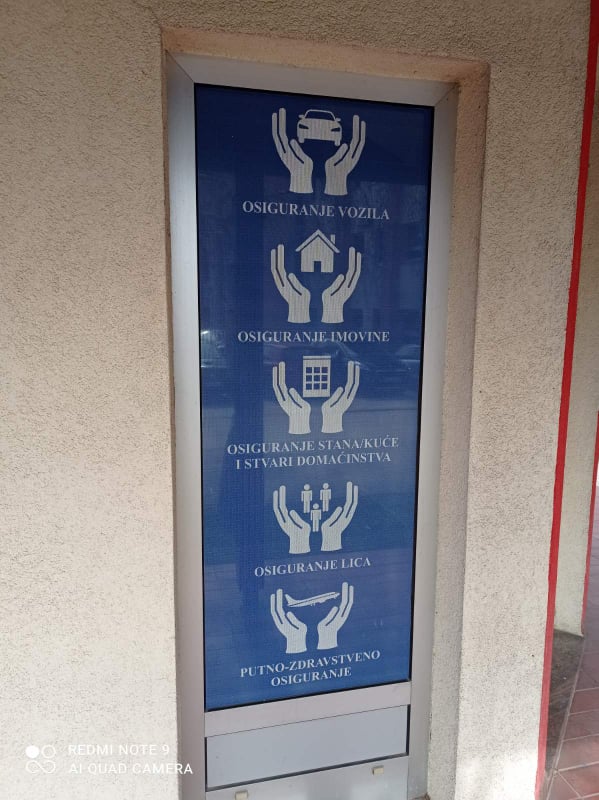 OSIGURANJE VOZILA
OSIGURANJE IMOVINE
OSIGURANJE STANA/KUĆE
I STVARI DOMAĆINSTVA
OSIGURANJE LICA
PUTNO-ZDRAVSTVENO
OSIGURANJE
REDMI NOTE 9
AI QUAD CAMERA